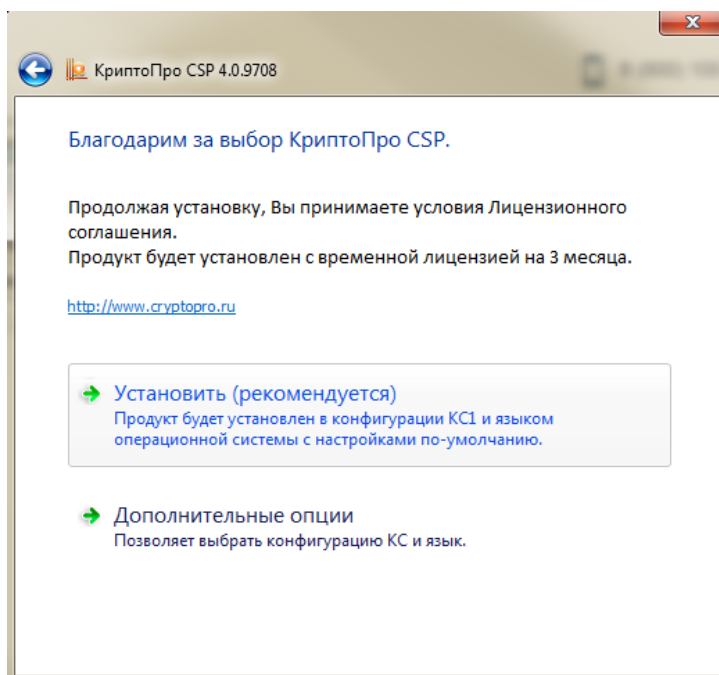 КриптоПро CSP 4.0.9708
Благодарим за выбор КриптоПро CSP.
Продолжая установку, Вы принимаете условия Лицензионного
соглашения.
Продукт будет установлен с временной лицензией на 3 месяца.
http://www.cryptopro.ru
Установить (рекомендуется)
Продукт будет установлен в конфигурации КС1 и языком
операционной системы с настройками по-умолчанию.
Дополнительные опции
Позволяет выбрать конфигурацию КС и язык.